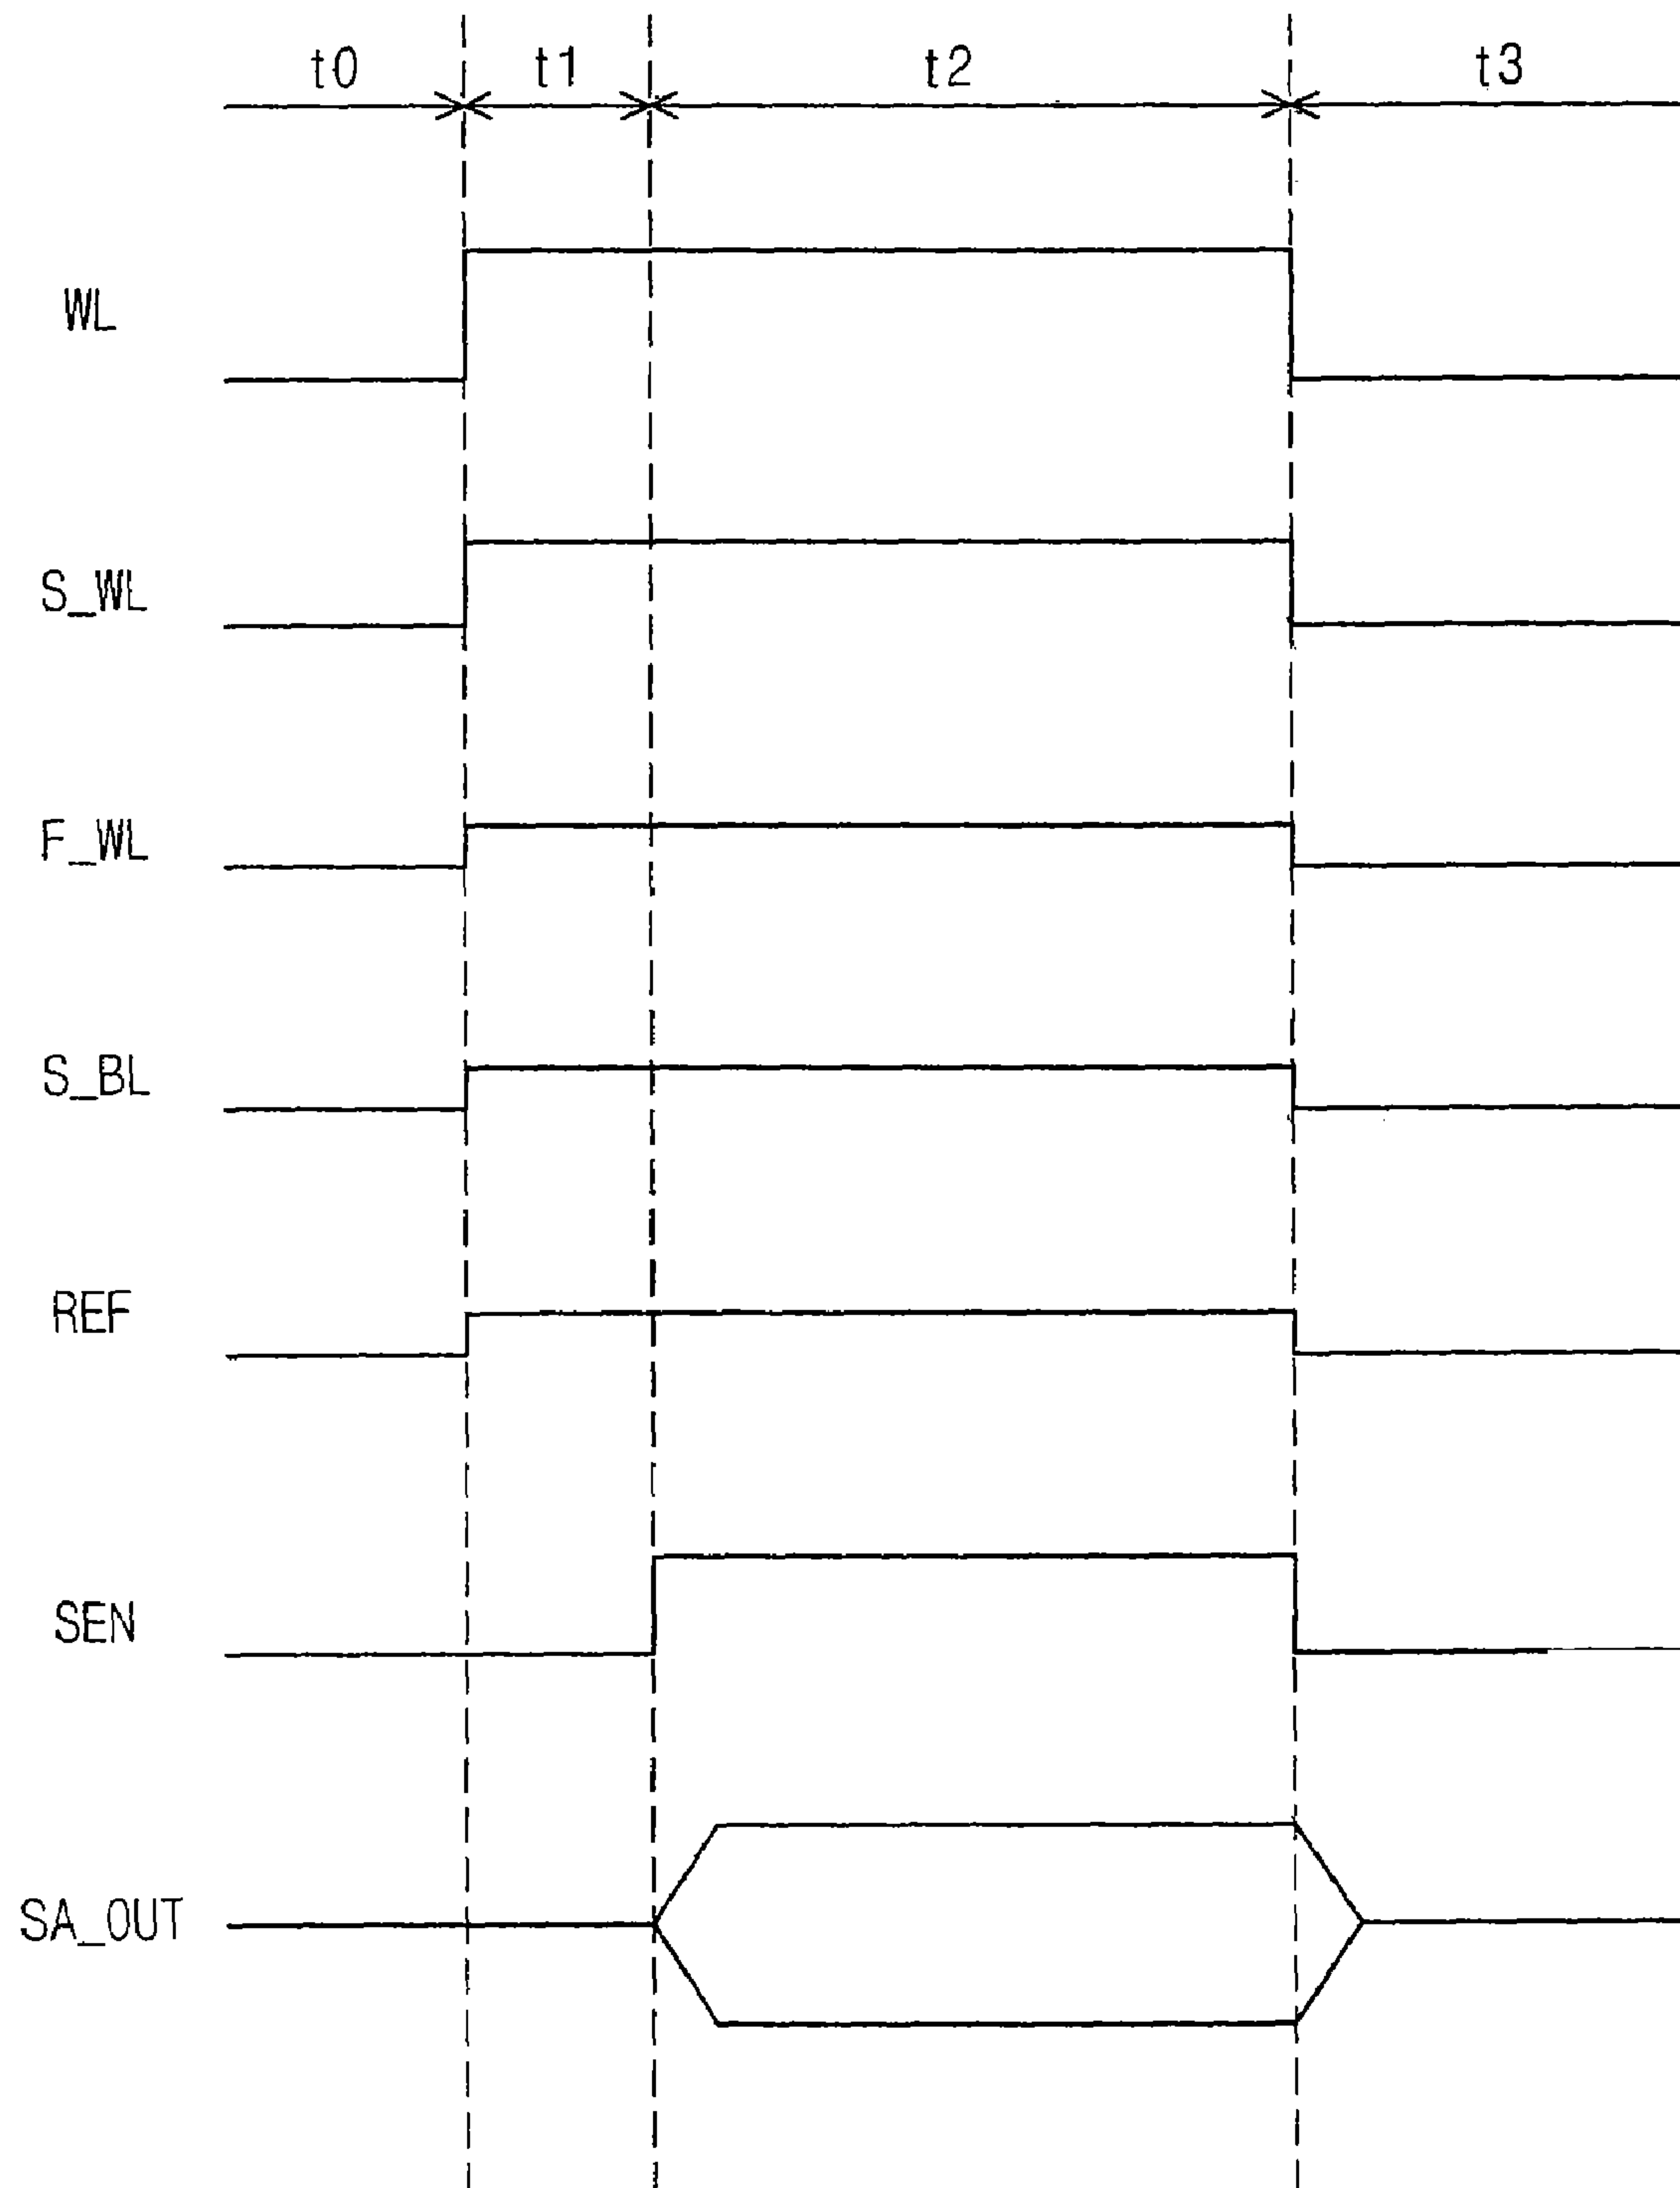 t0 t1 t2 t3
WL
S_WL
F_WL
S_BL
REF
SEN
SA_OUT